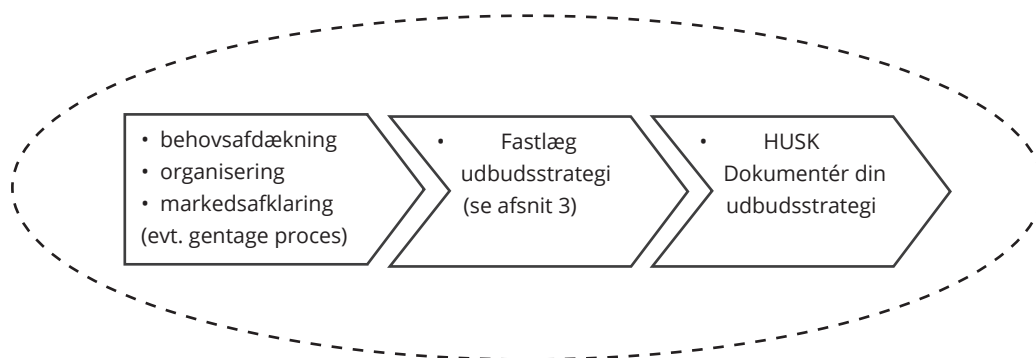 • behovsafdækning
• organisering
• markedsafklaring
(evt. gentage proces)
• Fastlæg
udbudsstrategi
(se afsnit 3)
• HUSK
Dokumentér din
udbudsstrategi